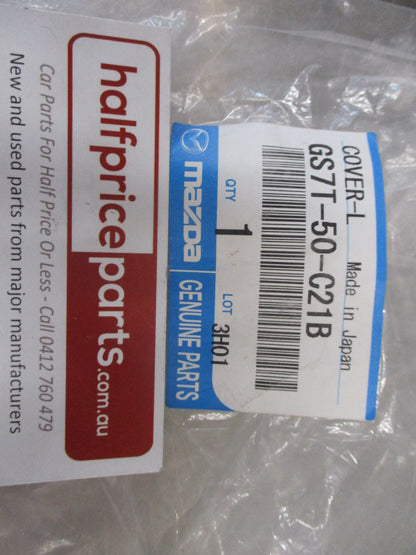 halfpriceparts.com.au
Car Parts For Half Price Or Less - Call 0412 760 479
New and used parts from major manufacturers
COVER-L Made in Japan
GS7T-50-C21B
QTY 1 LOT 3H01
mazda GENUINE PARTS